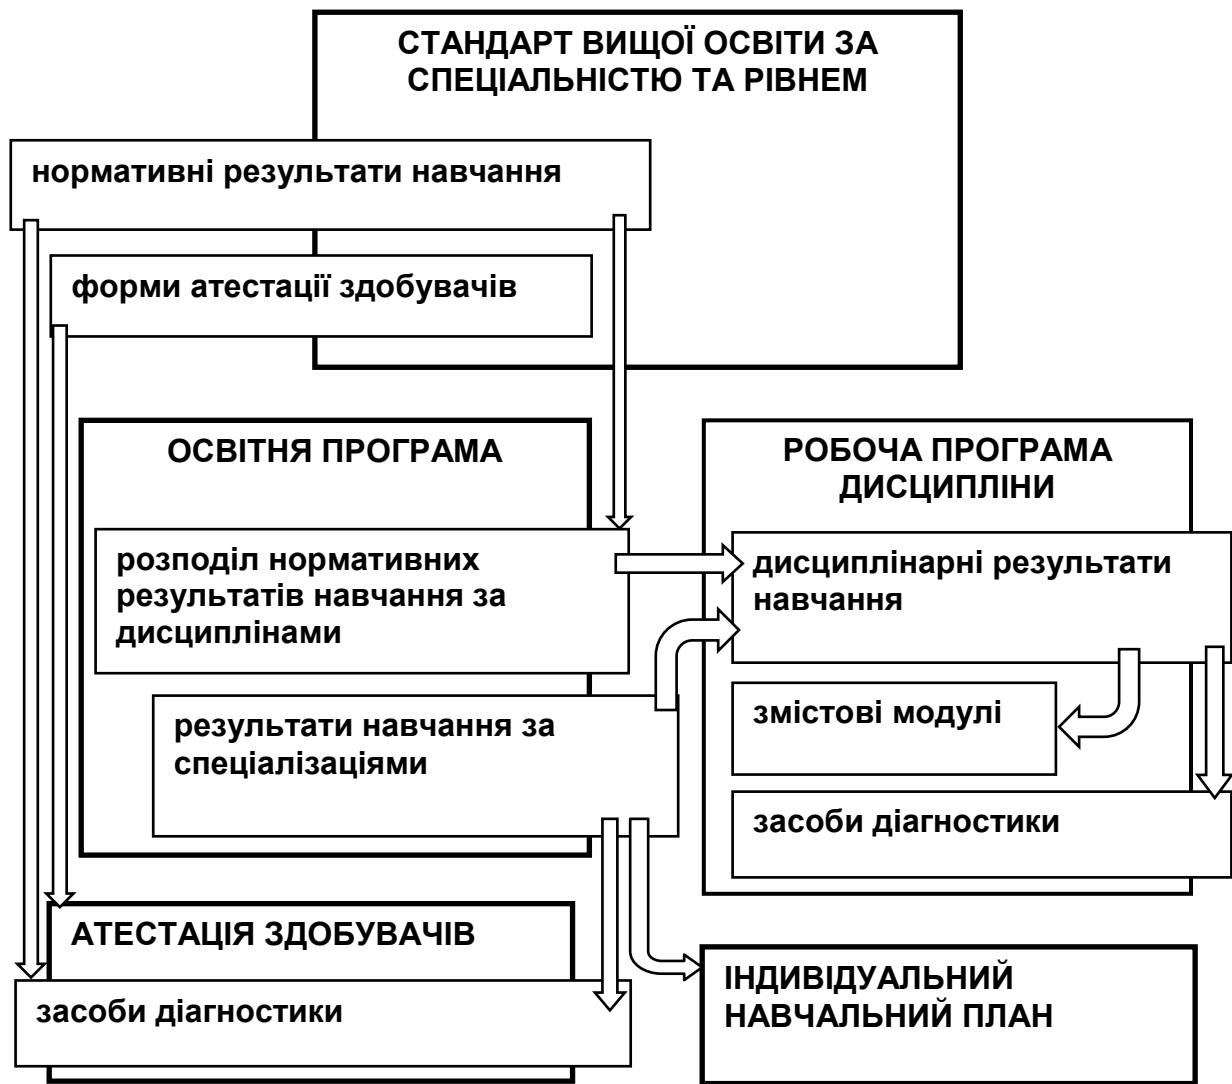 СТАНДАРТ ВИЩОЇ ОСВІТИ ЗА
СПЕЦІАЛЬНІСТЮ ТА РІВНЕМ
нормативні результати навчання
форми атестації здобувачів
ОСВІТНЯ ПРОГРАМА
розподіл нормативних
результатів навчання за
дисциплінами
результати навчання за
спеціалізаціями
РОБОЧА ПРОГРАМА
ДИСЦИПЛІНИ
дисциплінарні результати
навчання
змістові модулі
засоби діагностики
АТЕСТАЦІЯ ЗДОБУВАЧІВ
засоби діагностики
ІНДИВІДУАЛЬНИЙ
НАВЧАЛЬНИЙ ПЛАН